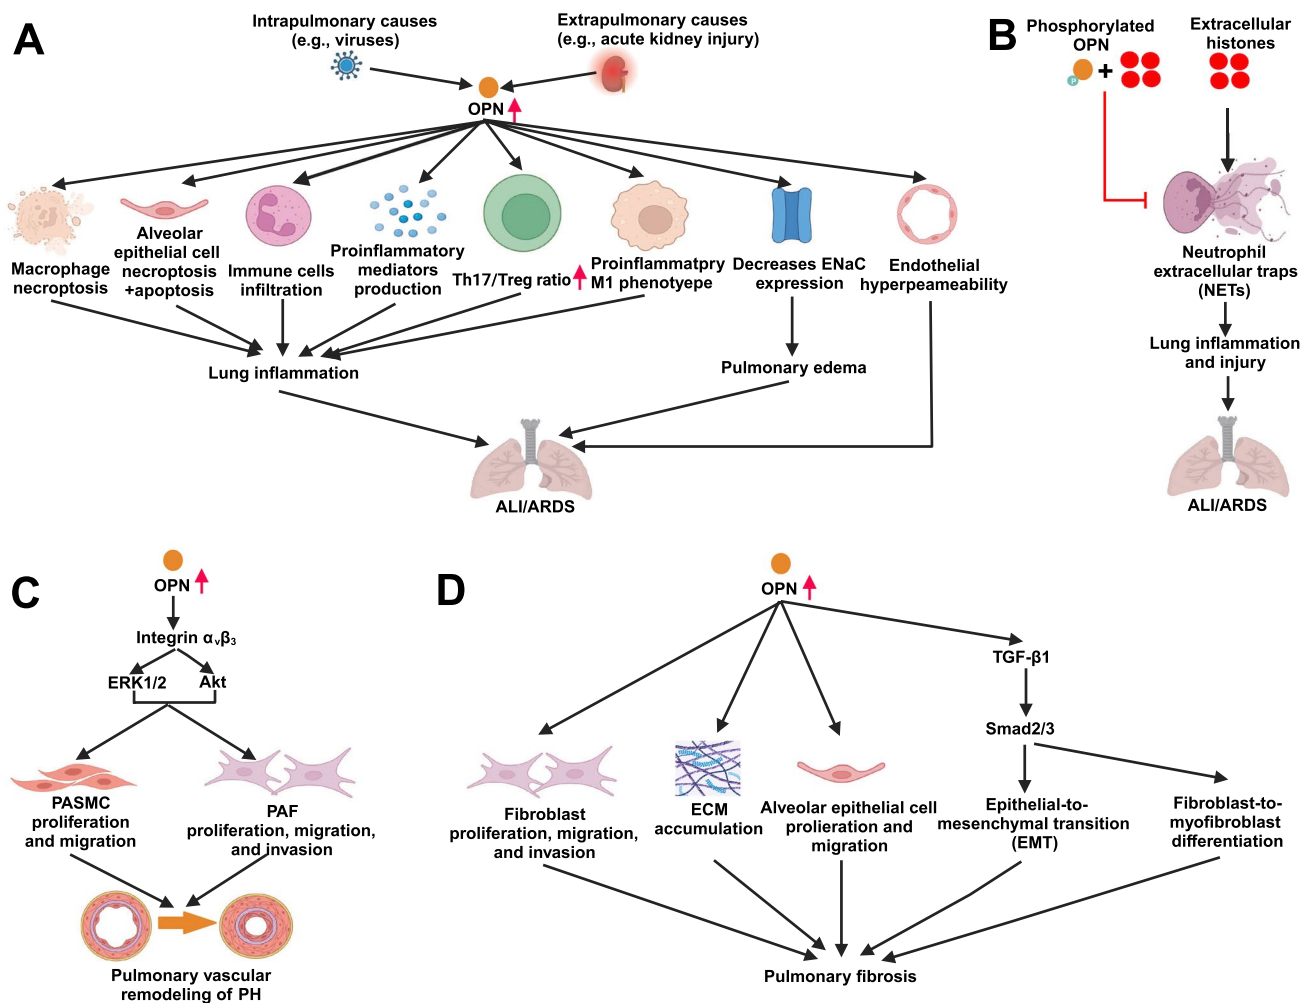 A
Intrapulmonary causes
(e.g., viruses)
Extrapulmonary causes
(e.g., acute kidney injury)
OPN
Macrophage
necroptosis
Alveolar
epithelial cell
necroptosis
+apoptosis
Immune cells
infiltration
Proinflammatory
mediators
production
Th17/Treg ratio
Proinflammatpry
M1 phenotyepe
Decreases ENaC
expression
Endothelial
hyperpeameability
Lung inflammation
Pulmonary edema
ALI/ARDS
B
Phosphorylated
OPN
P
+
Extracellular
histones
Neutrophil
extracellular traps
(NETs)
Lung inflammation
and injury
ALI/ARDS
C
OPN
Integrin αvβ3
ERK1/2
Akt
PASMC
proliferation
and migration
PAF
proliferation, migration,
and invasion
Pulmonary vascular
remodeling of PH
D
OPN
TGF-β1
Smad2/3
Fibroblast
proliferation, migration,
and invasion
ECM
accumulation
Alveolar epithelial cell
prolieration and
migration
Epithelial-to-
mesenchymal transition
(EMT)
Fibroblast-to-
myofibroblast
differentiation
Pulmonary fibrosis